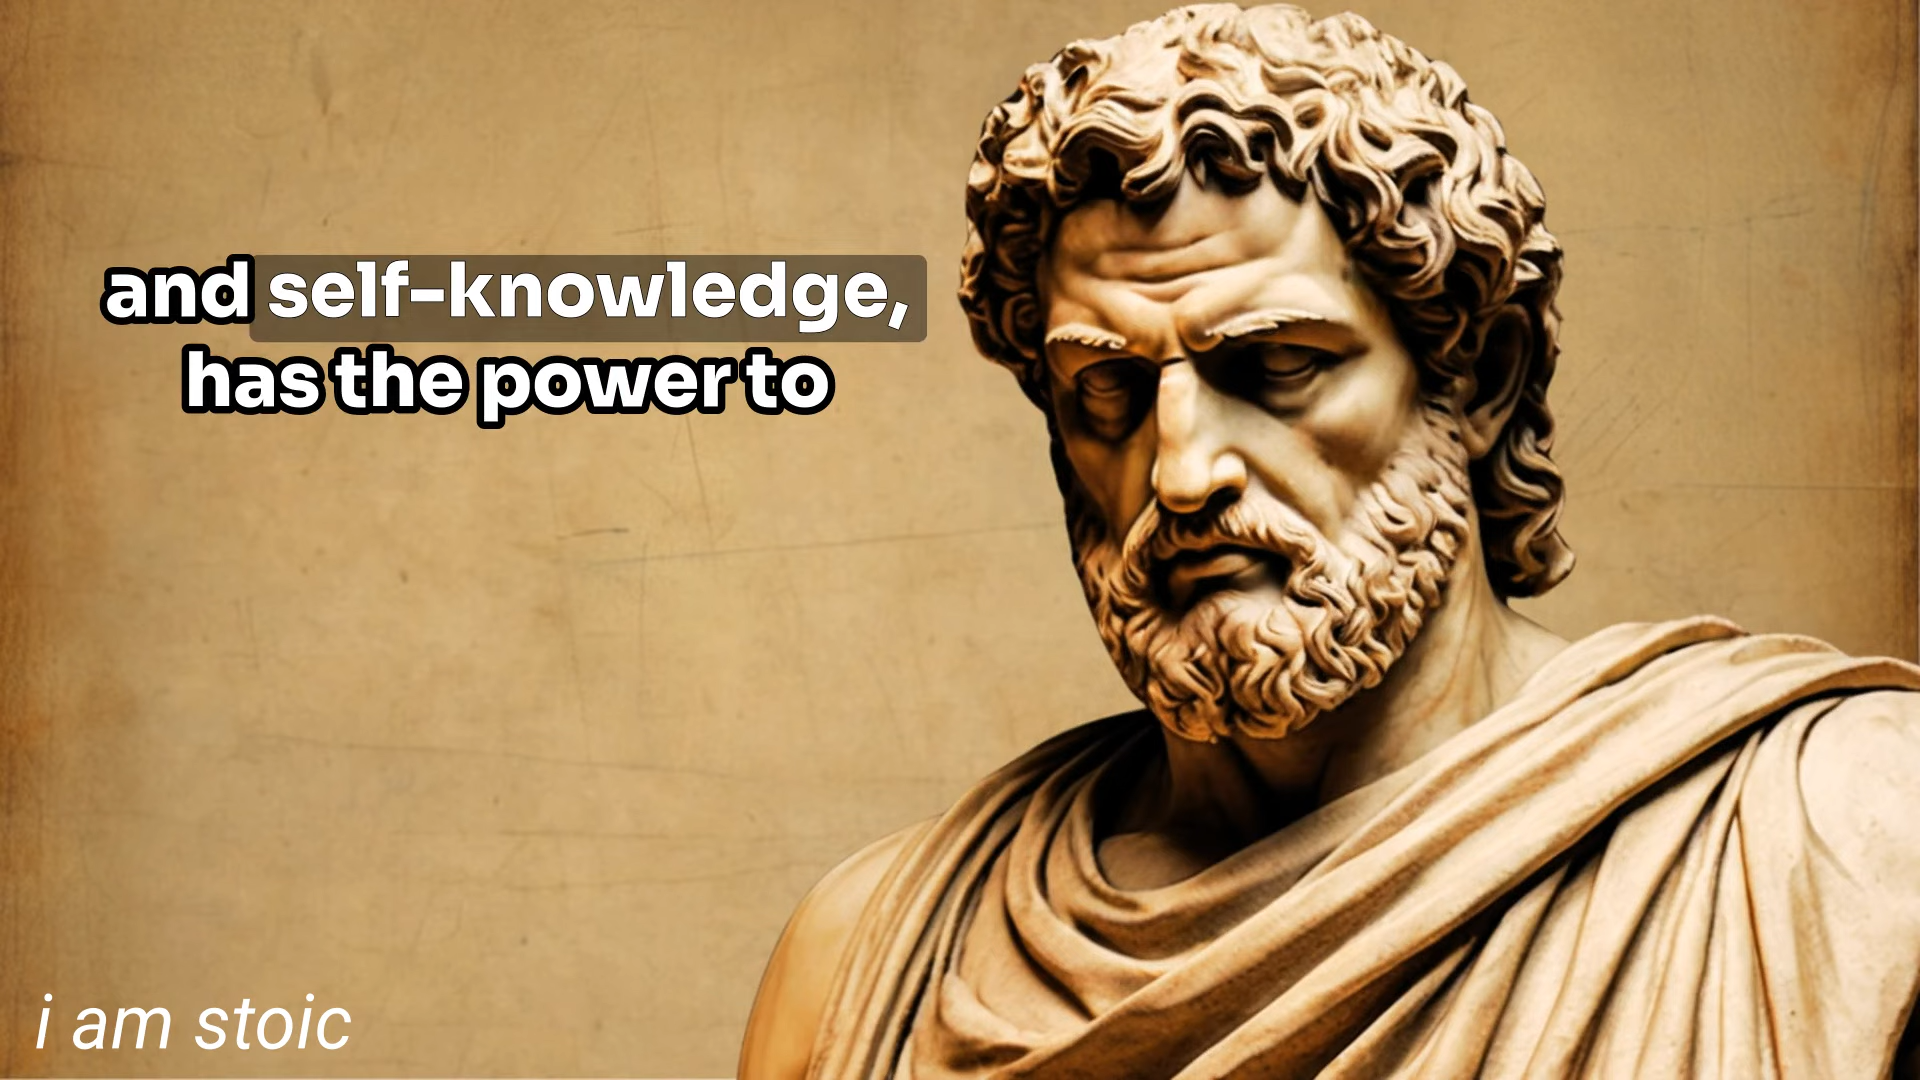 and self-knowledge,
has the power to
i am stoic